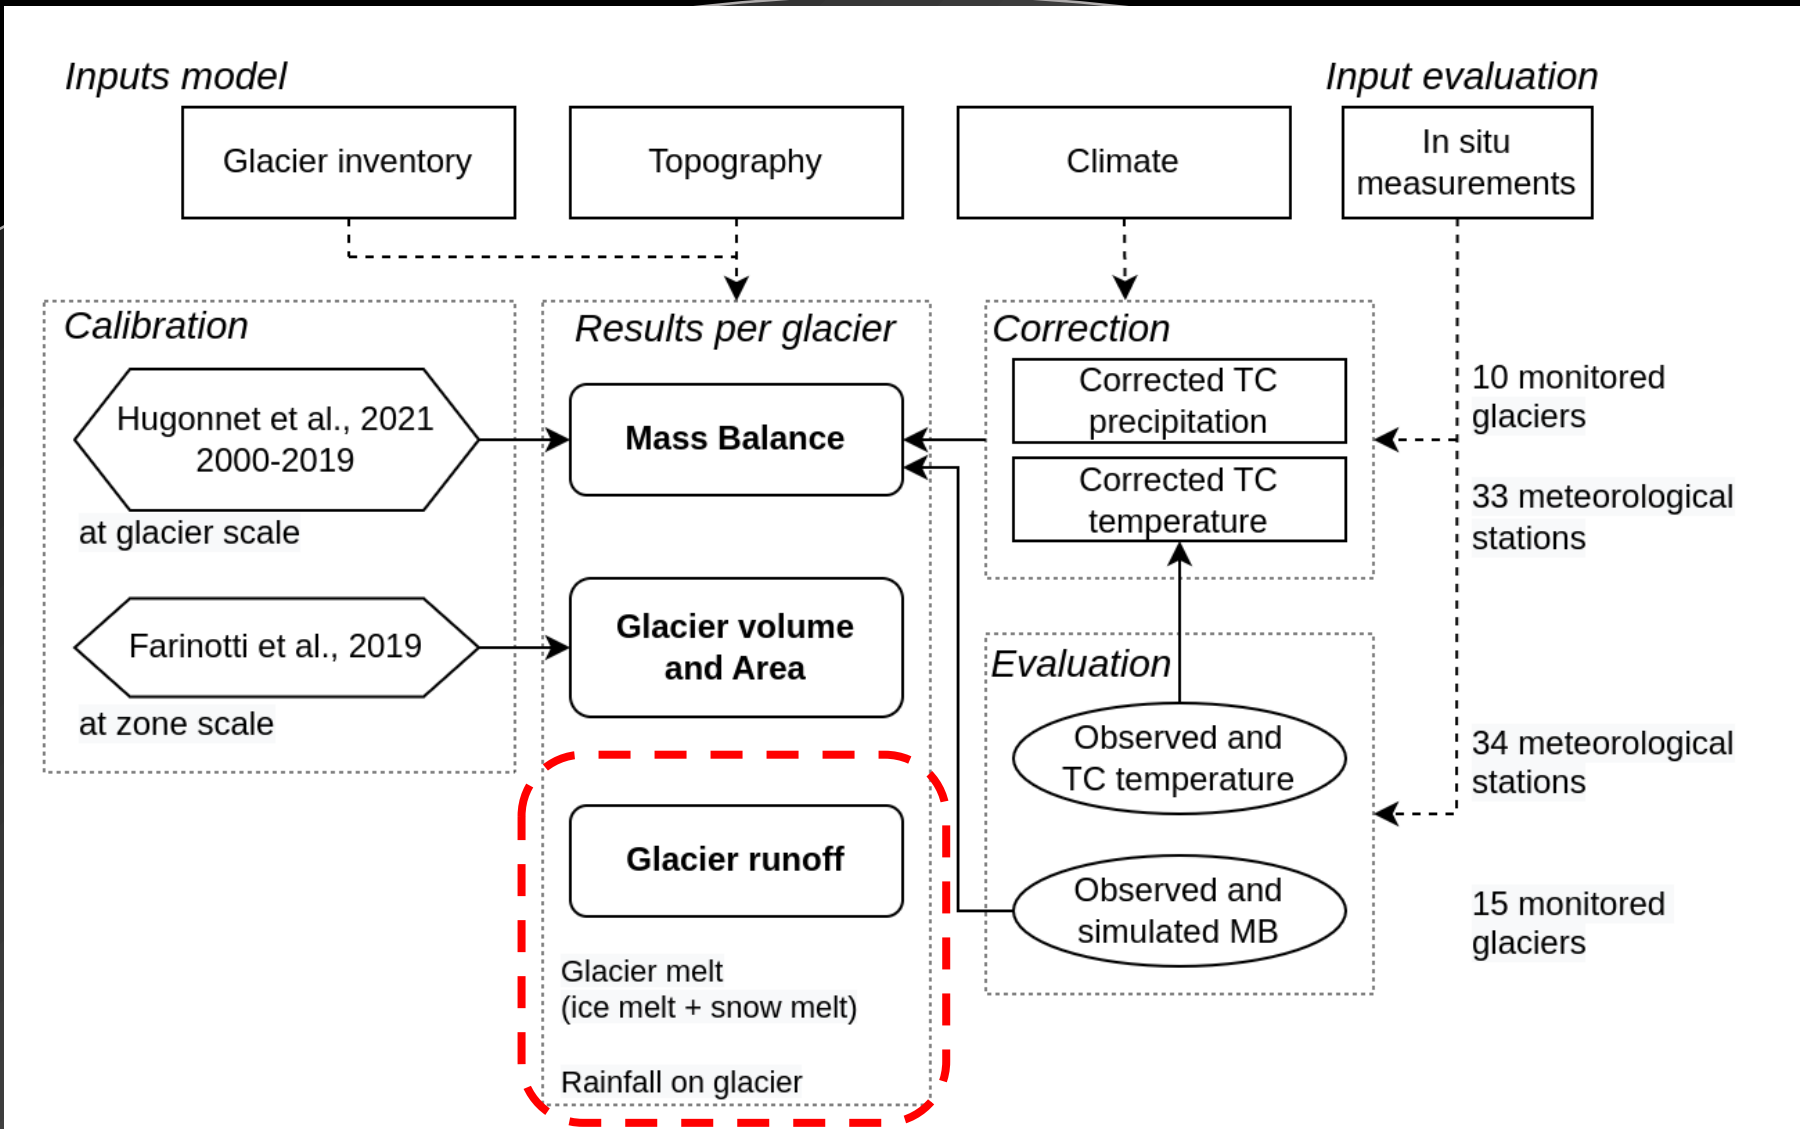 Inputs model
Input evaluation
Glacier inventory
Topography
Climate
In situ
measurements
Calibration
Hugonnet et al., 2021
2000-2019
at glacier scale
Farinotti et al., 2019
at zone scale
Results per glacier
Mass Balance
Glacier volume
and Area
Glacier runoff
Glacier melt
(ice melt + snow melt)
Rainfall on glacier
Correction
Corrected TC
precipitation
Corrected TC
temperature
Evaluation
Observed and
TC temperature
Observed and
simulated MB
10 monitored
glaciers
33 meteorological
stations
34 meteorological
stations
15 monitored
glaciers